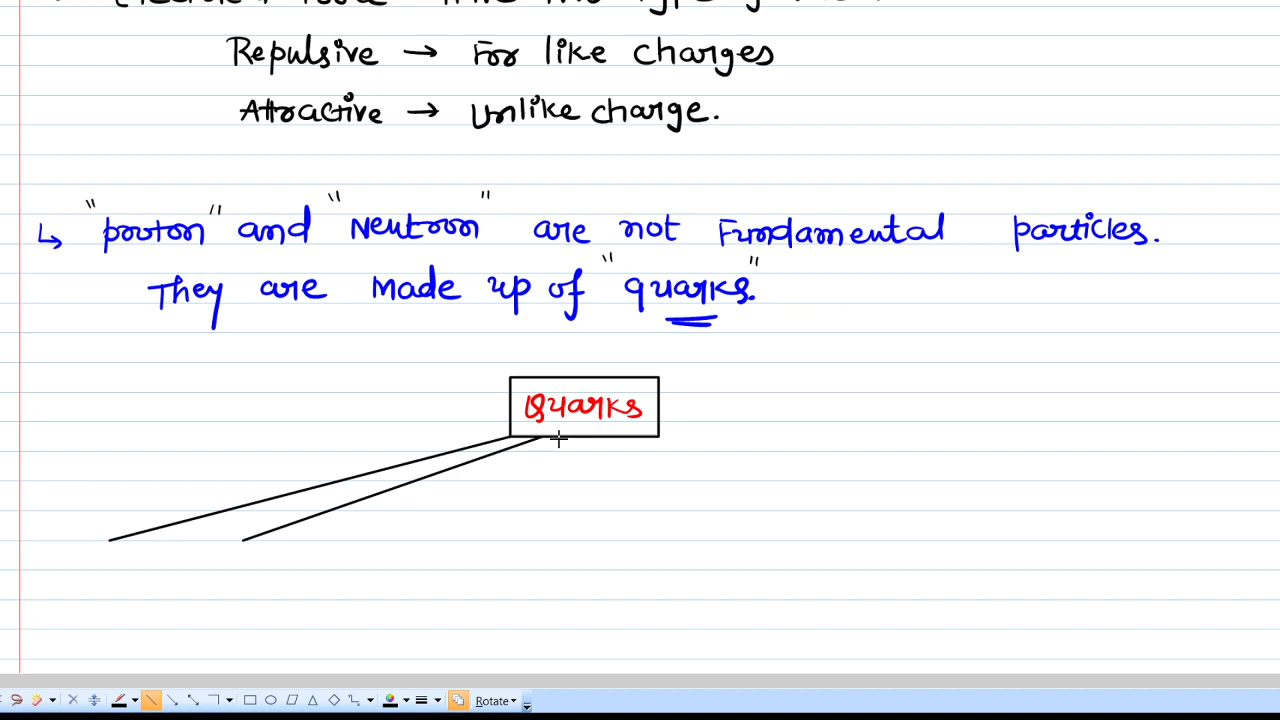 Repulsive → For like charges
Attractive → Unlike charge.
↳ "proton" and "Neutron" are not Fundamental particles.
They are made up of "quarks."
Quarks
Rotate